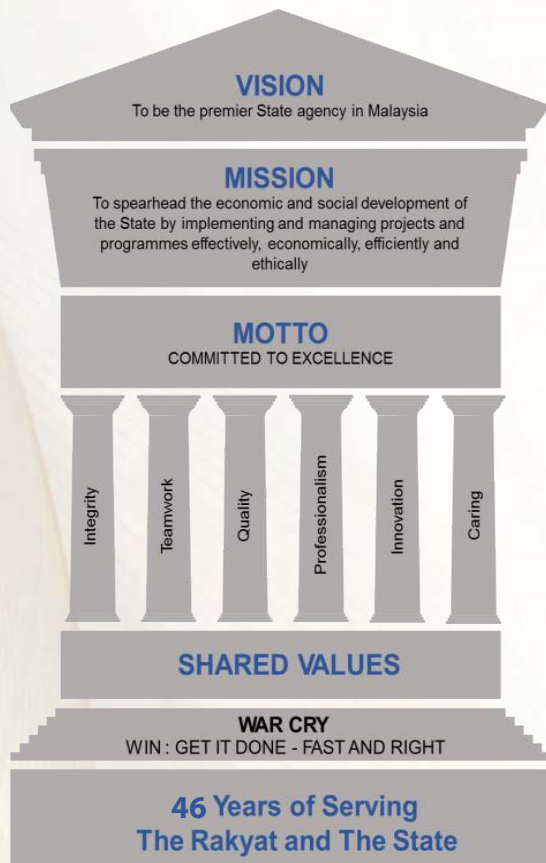 VISION
To be the premier State agency in Malaysia
MISSION
To spearhead the economic and social development of
the State by implementing and managing projects and
programmes effectively, economically, efficiently and
ethically
MOTTO
COMMITTED TO EXCELLENCE
Integrity
Teamwork
Quality
Professionalism
Innovation
Caring
SHARED VALUES
WAR CRY
WIN : GET IT DONE - FAST AND RIGHT
46 Years of Serving
The Rakyat and The State